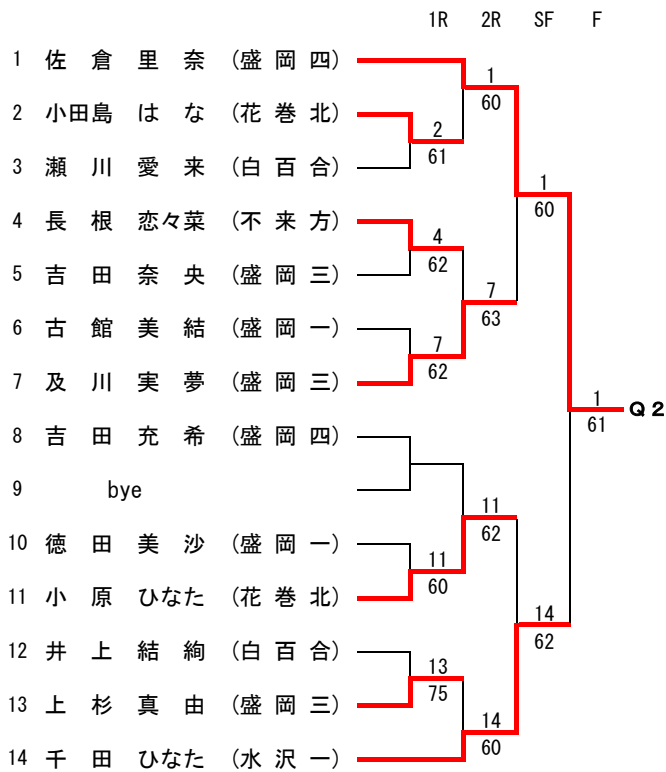 1R 2R SF F
1 佐倉里奈 (盛岡四)
1
60
2 小田島はな (花巻北)
2
61
3 瀬川愛来 (白百合)
1
60
4 長根恋々菜 (不来方)
4
62
5 吉田奈央 (盛岡三)
7
63
6 古館美結 (盛岡一)
7
62
7 及川実夢 (盛岡三)
1
61
Q2
8 吉田充希 (盛岡四)
9 bye
11
62
10 徳田美沙 (盛岡一)
11
60
11 小原ひなた (花巻北)
14
62
12 井上結絢 (白百合)
13
75
13 上杉真由 (盛岡三)
14
60
14 千田ひなた (水沢一)